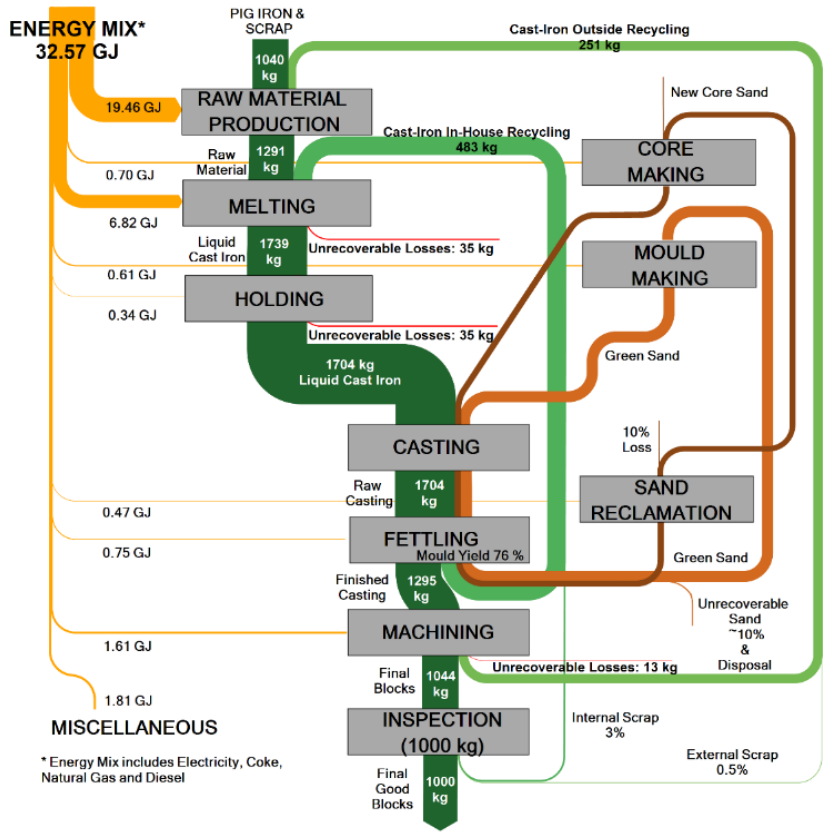 ENERGY MIX*
32.57 GJ
PIG IRON &
SCRAP
1040
kg
Cast-Iron Outside Recycling
251 kg
19.46 GJ
RAW MATERIAL
PRODUCTION
New Core Sand
Raw
Material
1291
kg
Cast-Iron In-House Recycling
483 kg
CORE
MAKING
0.70 GJ
MELTING
6.82 GJ
Liquid
Cast Iron
1739
kg
Unrecoverable Losses: 35 kg
MOULD
MAKING
0.61 GJ
HOLDING
0.34 GJ
Unrecoverable Losses: 35 kg
Green Sand
1704 kg
Liquid Cast Iron
CASTING
10%
Loss
Raw
Casting
1704
kg
SAND
RECLAMATION
0.47 GJ
FETTLING
Mould Yield 76 %
0.75 GJ
Green Sand
Finished
Casting
1295
kg
Unrecoverable
Sand
~10%
&
Disposal
MACHINING
1.61 GJ
Unrecoverable Losses: 13 kg
Final
Blocks
1044
kg
1.81 GJ
MISCELLANEOUS
INSPECTION
(1000 kg)
Internal Scrap
3%
External Scrap
0.5%
* Energy Mix includes Electricity, Coke,
Natural Gas and Diesel
Final
Good
Blocks
1000
kg